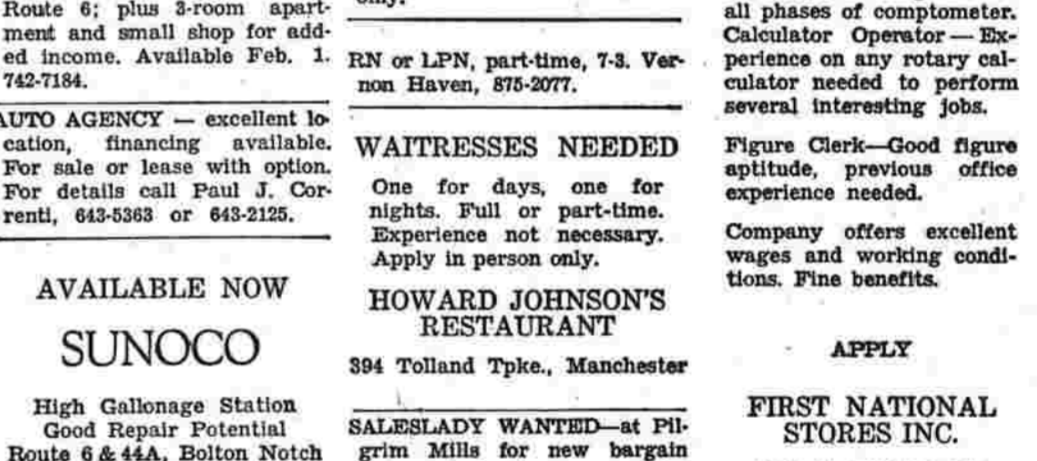 Route 6; plus 3-room apart-
ment and small shop for add-
ed income. Available Feb. 1.
742-7184.
AUTO AGENCY — excellent lo-
cation, financing available.
For sale or lease with option.
For details call Paul J. Cor-
renti, 643-5363 or 643-2125.
AVAILABLE NOW
SUNOCO
High Gallonage Station
Good Repair Potential
Route 6 & 44A, Bolton Notch
only.
RN or LPN, part-time, 7-3. Ver-
non Haven, 875-2077.
WAITRESSES NEEDED
One for days, one for
nights. Full or part-time.
Experience not necessary.
Apply in person only.
HOWARD JOHNSON'S
RESTAURANT
394 Tolland Tpke., Manchester
SALESLADY WANTED—at Pil-
grim Mills for new bargain
all phases of comptometer.
Calculator Operator — Ex-
perience on any rotary cal-
culator needed to perform
several interesting jobs.
Figure Clerk—Good figure
aptitude, previous office
experience needed.
Company offers excellent
wages and working condi-
tions. Fine benefits.
APPLY
FIRST NATIONAL
STORES INC.